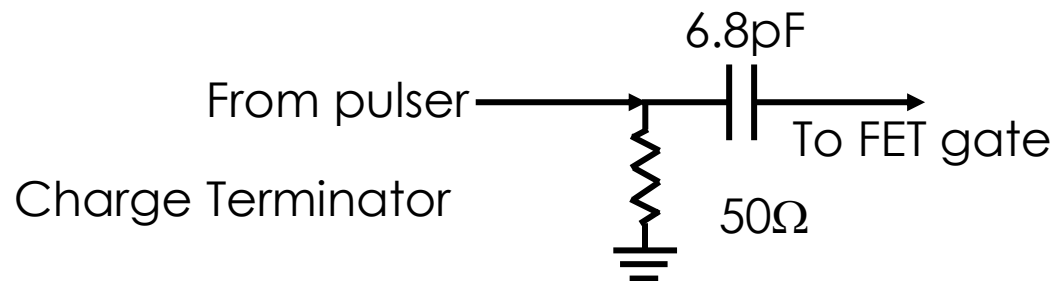 6.8pF
From pulser
To FET gate
Charge Terminator
50Ω